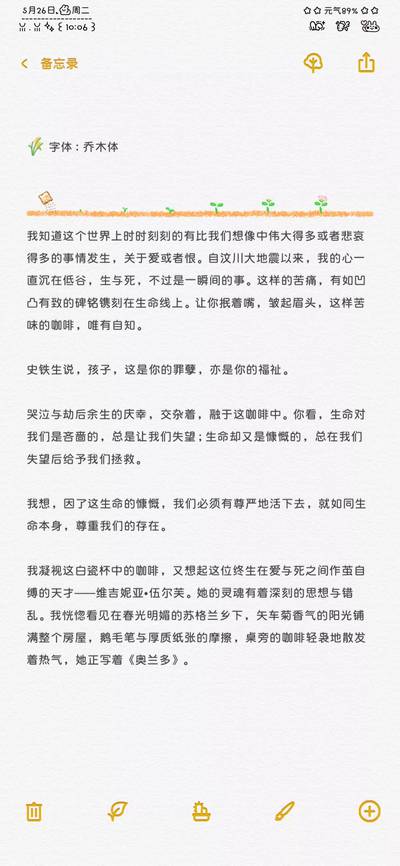 5月26日.周二
元气89%
10:06
备忘录
字体：乔木体
我知道这个世界上时时刻刻的有比我们想像中伟大得多或者悲哀
得多的事情发生，关于爱或者恨。自汶川大地震以来，我的心一
直沉在低谷，生与死，不过是一瞬间的事。这样的苦痛，有如凹
凸有致的碑铭镌刻在生命线上。让你抿着嘴，皱起眉头，这样苦
味的咖啡，唯有自知。
史铁生说，孩子，这是你的罪孽，亦是你的福祉。
哭泣与劫后余生的庆幸，交杂着，融于这咖啡中。你看，生命对
我们是吝啬的，总是让我们失望；生命却又是慷慨的，总在我们
失望后给予我们拯救。
我想，因了这生命的慷慨，我们必须有尊严地活下去，就如同生
命本身，尊重我们的存在。
我凝视这白瓷杯中的咖啡，又想起这位终生在爱与死之间作茧自
缚的天才——维吉妮亚•伍尔芙。她的灵魂有着深刻的思想与错
乱。我恍惚看见在春光明媚的苏格兰乡下，矢车菊香气的阳光铺
满整个房屋，鹅毛笔与厚质纸张的摩擦，桌旁的咖啡轻袅地散发
着热气，她正写着《奥兰多》。